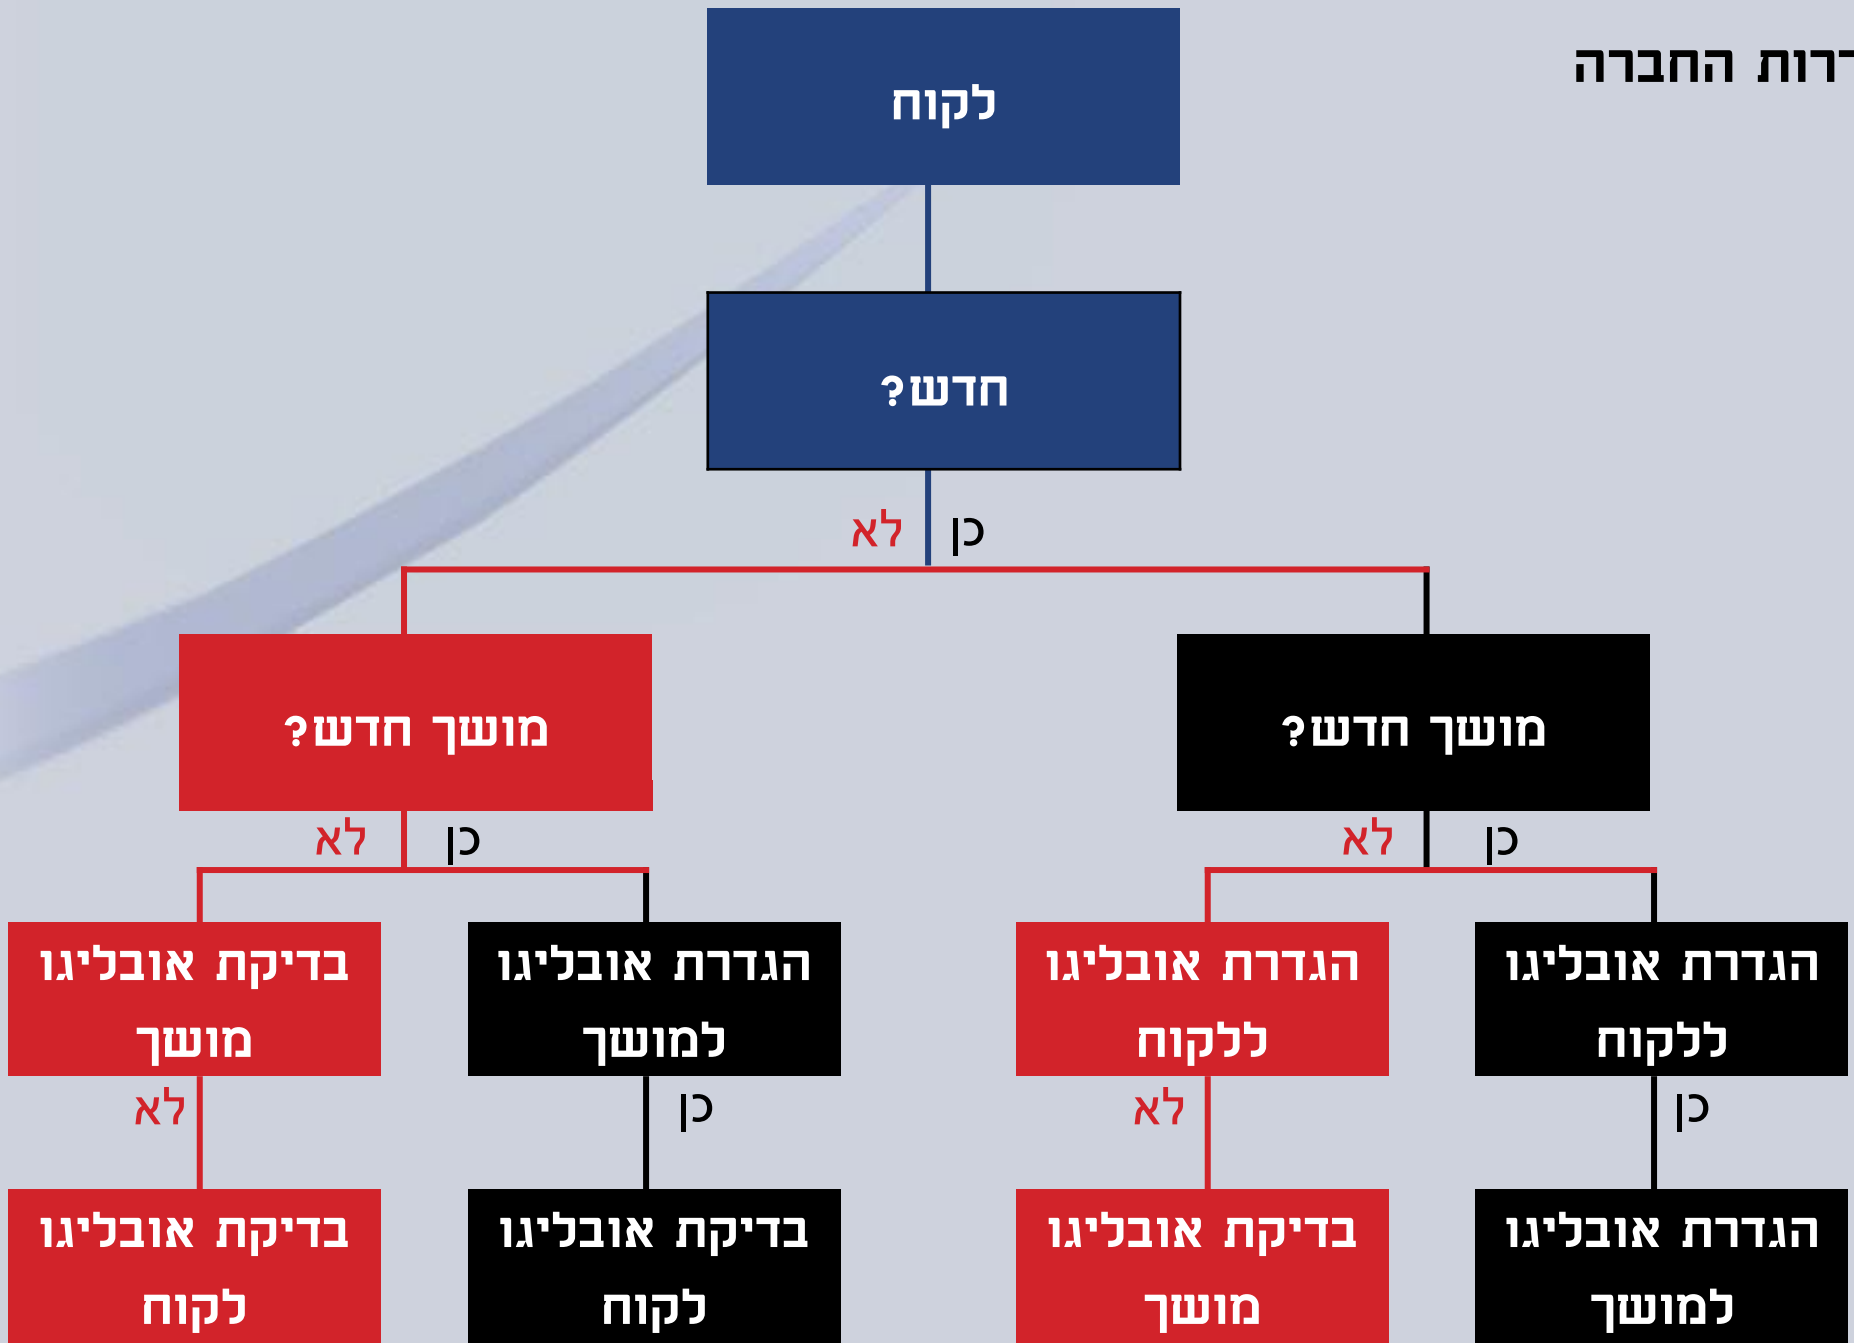 החברה
לקוח
חדש?
כן
לא
מושך חדש?
מושך חדש?
כן
לא
כן
לא
הגדרת אובליגו
ללקוח
הגדרת אובליגו
ללקוח
הגדרת אובליגו
למושך
בדיקת אובליגו
מושך
כן
לא
כן
לא
הגדרת אובליגו
למושך
בדיקת אובליגו
מושך
בדיקת אובליגו
לקוח
בדיקת אובליגו
לקוח